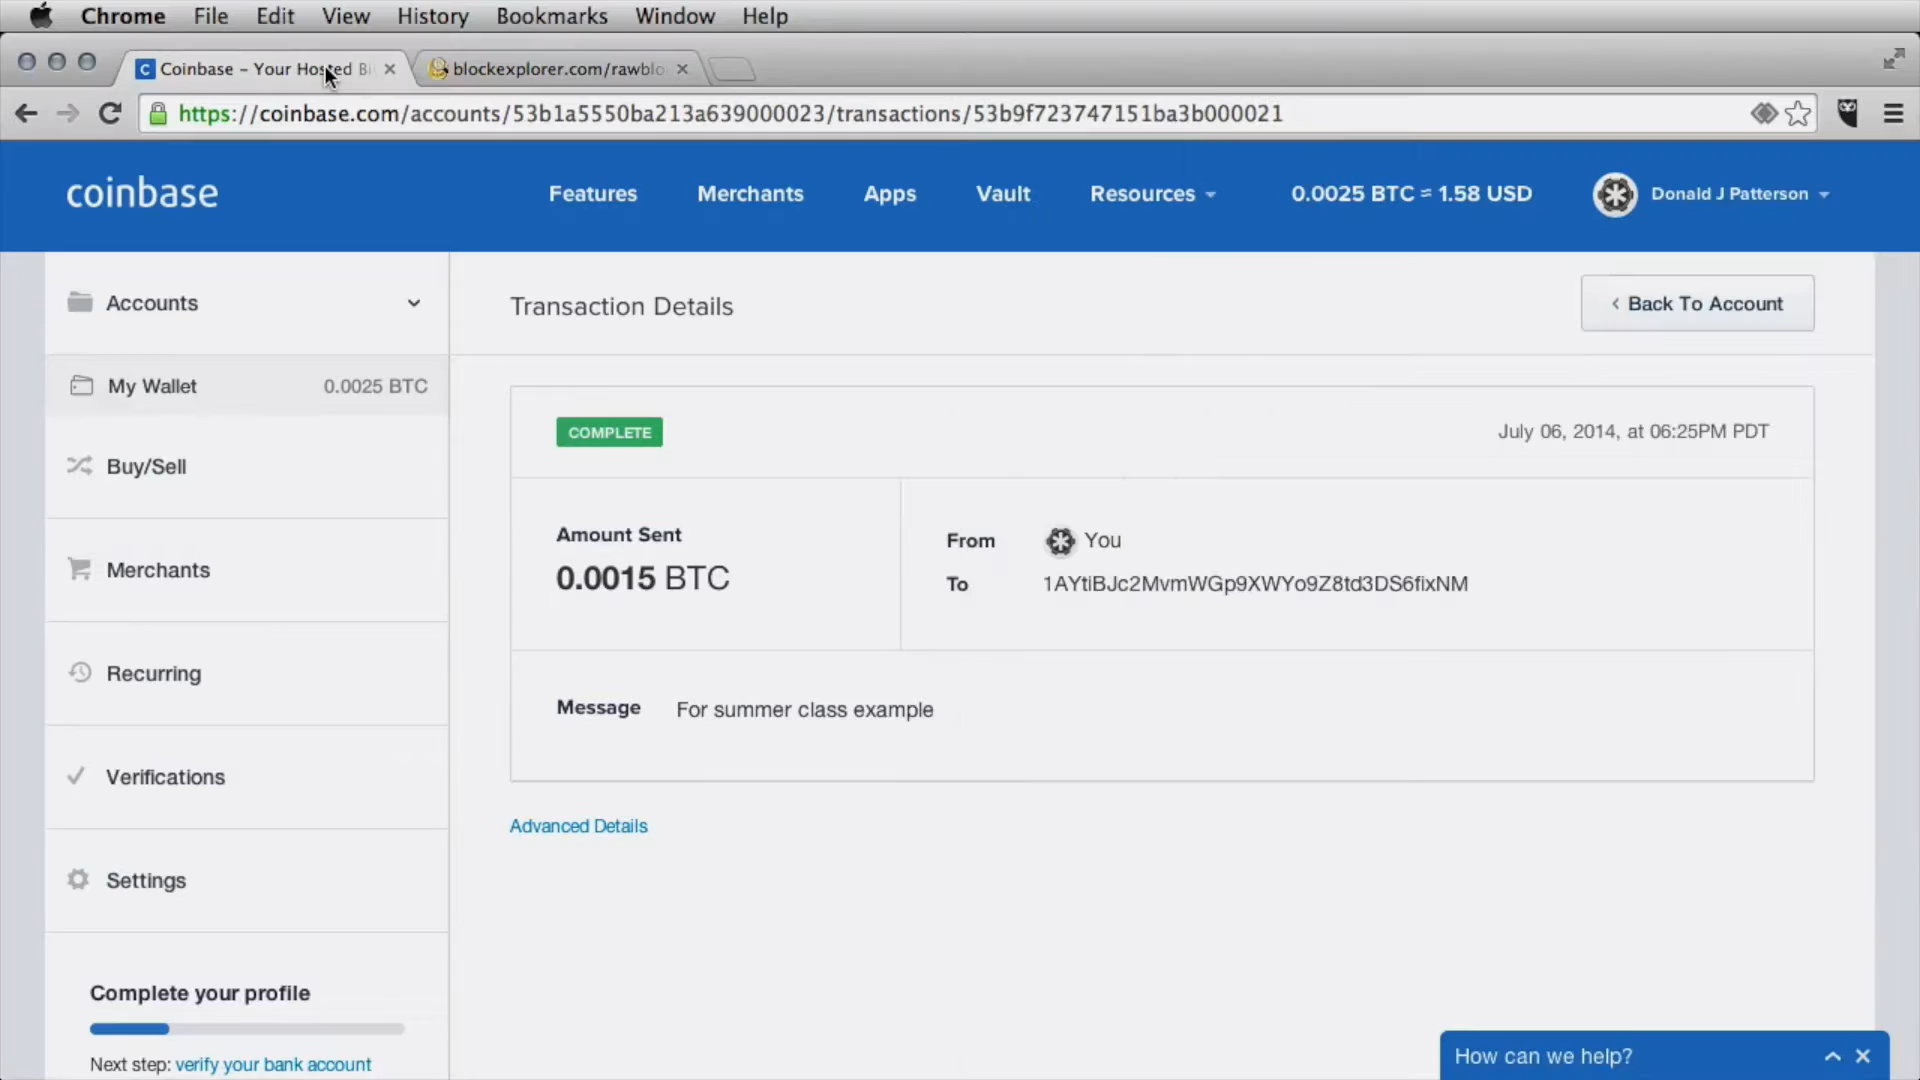 Chrome File Edit View History Bookmarks Window Help
Coinbase – Your Hosted Bi
blockexplorer.com/rawblo
https://coinbase.com/accounts/53b1a5550ba213a639000023/transactions/53b9f723747151ba3b000021
coinbase Features Merchants Apps Vault Resources 0.0025 BTC = 1.58 USD Donald J Patterson
Accounts
My Wallet 0.0025 BTC
Buy/Sell
Merchants
Recurring
Verifications
Settings
Complete your profile
Next step: verify your bank account
Transaction Details
‹ Back To Account
COMPLETE
July 06, 2014, at 06:25PM PDT
Amount Sent
0.0015 BTC
From You
To 1AYtiBJc2MvmWGp9XWYo9Z8td3DS6fixNM
Message For summer class example
Advanced Details
How can we help?